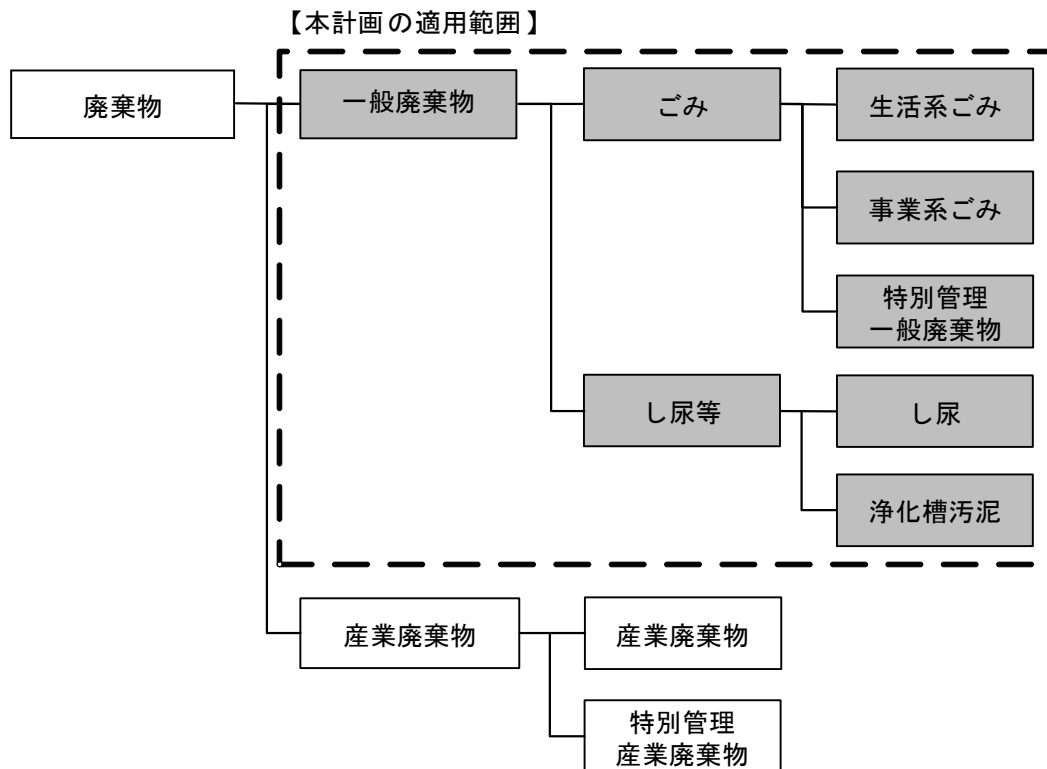 【本計画の適用範囲】
廃棄物
一般廃棄物
ごみ
生活系ごみ
事業系ごみ
特別管理
一般廃棄物
し尿等
し尿
浄化槽汚泥
産業廃棄物
産業廃棄物
特別管理
産業廃棄物